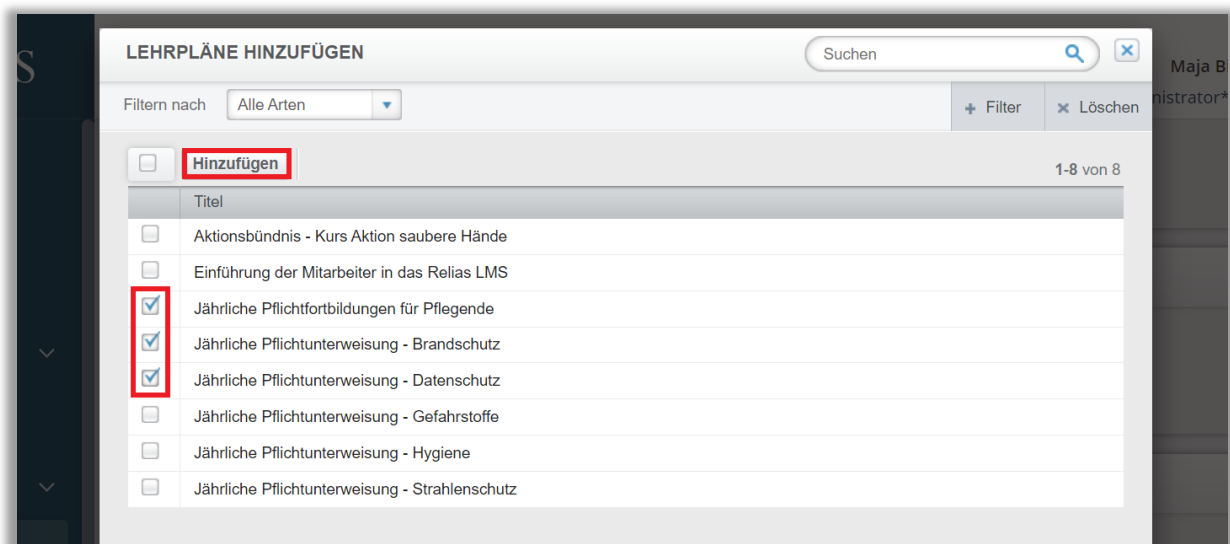 S
LEHRPLÄNE HINZUFÜGEN
Suchen
Maja B
Filtern nach Alle Arten
+ Filter
× Löschen
nistrator*
Hinzufügen
1-8 von 8
Titel
Aktionsbündnis - Kurs Aktion saubere Hände
Einführung der Mitarbeiter in das Relias LMS
Jährliche Pflichtfortbildungen für Pflegende
Jährliche Pflichtunterweisung - Brandschutz
Jährliche Pflichtunterweisung - Datenschutz
Jährliche Pflichtunterweisung - Gefahrstoffe
Jährliche Pflichtunterweisung - Hygiene
Jährliche Pflichtunterweisung - Strahlenschutz